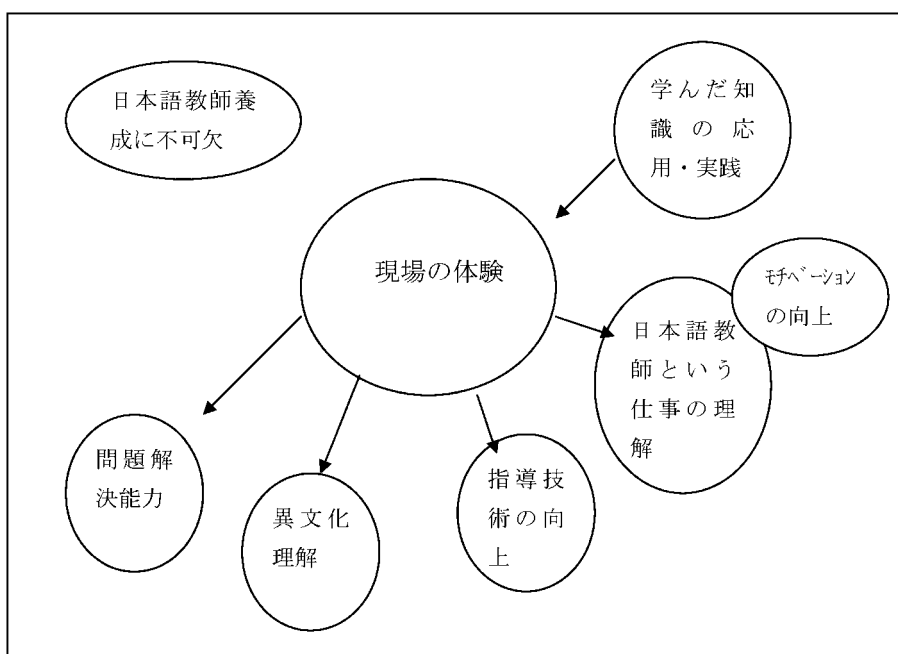 日本語教師養
成に不可欠
学んだ知
識の応
用・実践
現場の体験
ﾓﾁﾍﾞｰｼｮﾝ
の向上
日本語教
師という
仕事の理
解
問題解
決能力
異文化
理解
指導技
術の向
上